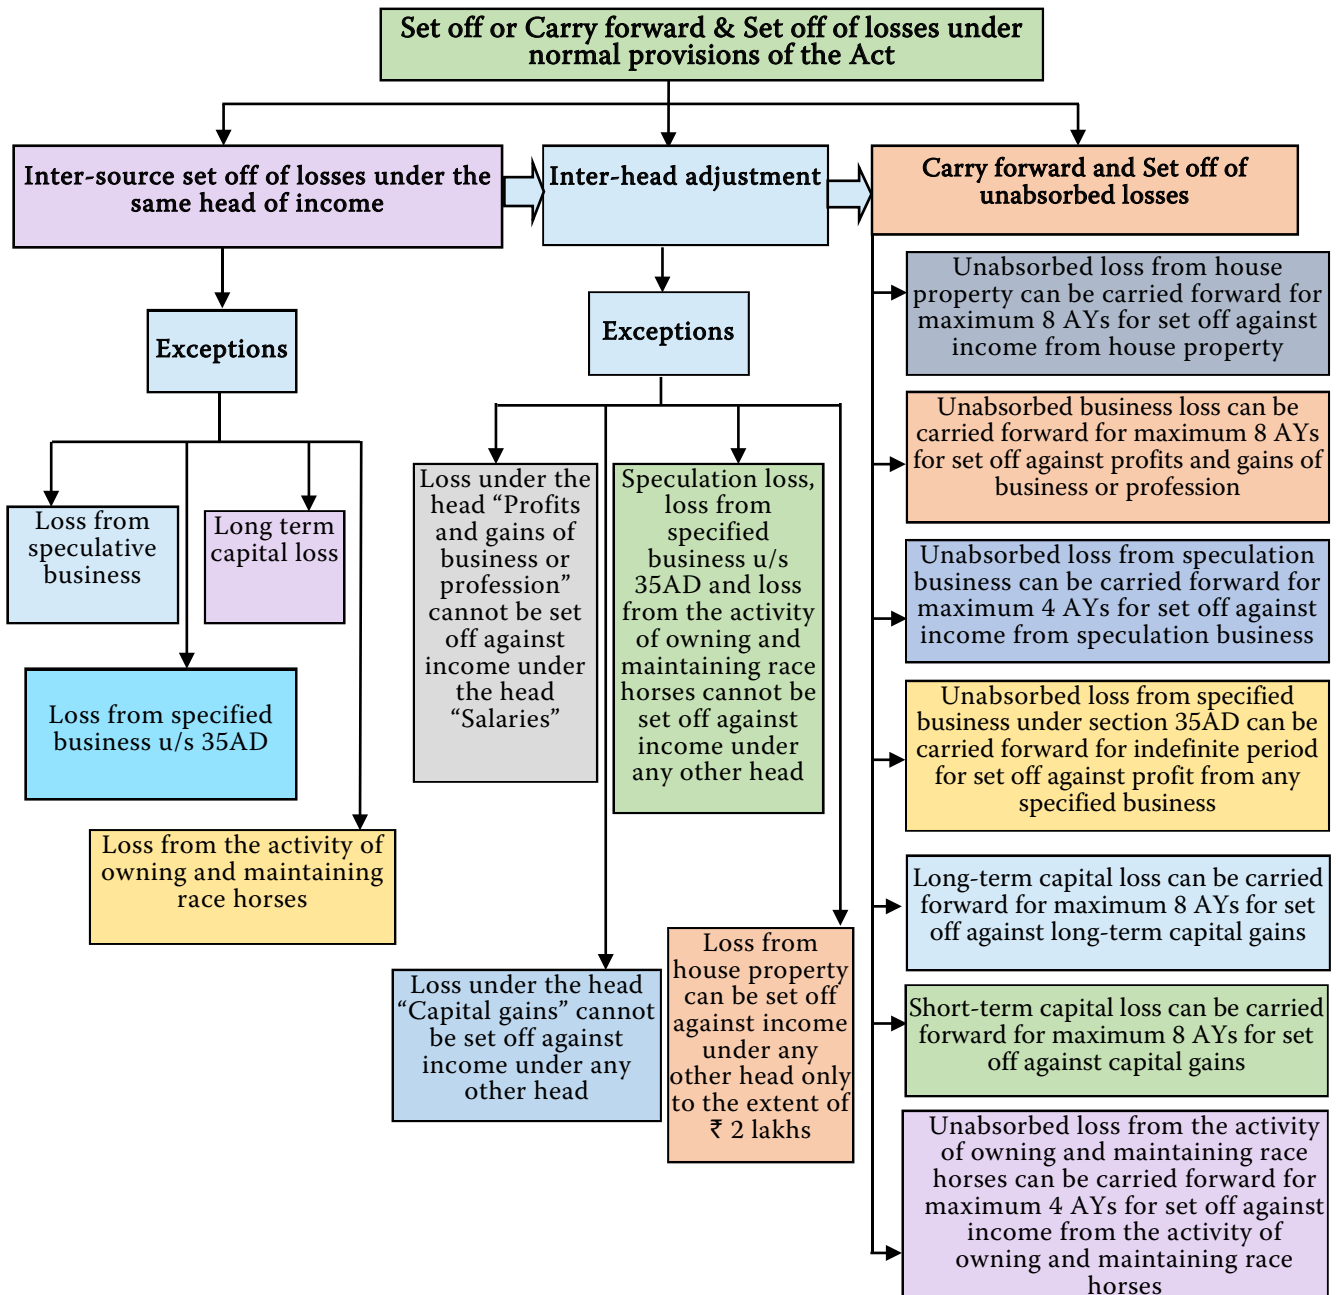 Set off or Carry forward & Set off of losses under
normal provisions of the Act
Inter-source set off of losses under the
same head of income
Inter-head adjustment
Carry forward and Set off of
unabsorbed losses
Exceptions
Loss from
speculative
business
Long term
capital loss
Loss from specified
business u/s 35AD
Loss from the activity of
owning and maintaining
race horses
Exceptions
Loss under the
head “Profits
and gains of
business or
profession”
cannot be set
off against
income under
the head
“Salaries”
Speculation loss,
loss from
specified
business u/s
35AD and loss
from the activity
of owning and
maintaining race
horses cannot be
set off against
income under
any other head
Loss under the head
“Capital gains” cannot
be set off against
income under any
other head
Loss from
house property
can be set off
against income
under any
other head only
to the extent of
₹ 2 lakhs
Unabsorbed loss from house
property can be carried forward for
maximum 8 AYs for set off against
income from house property
Unabsorbed business loss can be
carried forward for maximum 8 AYs
for set off against profits and gains of
business or profession
Unabsorbed loss from speculation
business can be carried forward for
maximum 4 AYs for set off against
income from speculation business
Unabsorbed loss from specified
business under section 35AD can be
carried forward for indefinite period
for set off against profit from any
specified business
Long-term capital loss can be carried
forward for maximum 8 AYs for set
off against long-term capital gains
Short-term capital loss can be carried
forward for maximum 8 AYs for set
off against capital gains
Unabsorbed loss from the activity
of owning and maintaining race
horses can be carried forward for
maximum 4 AYs for set off against
income from the activity of
owning and maintaining race
horses